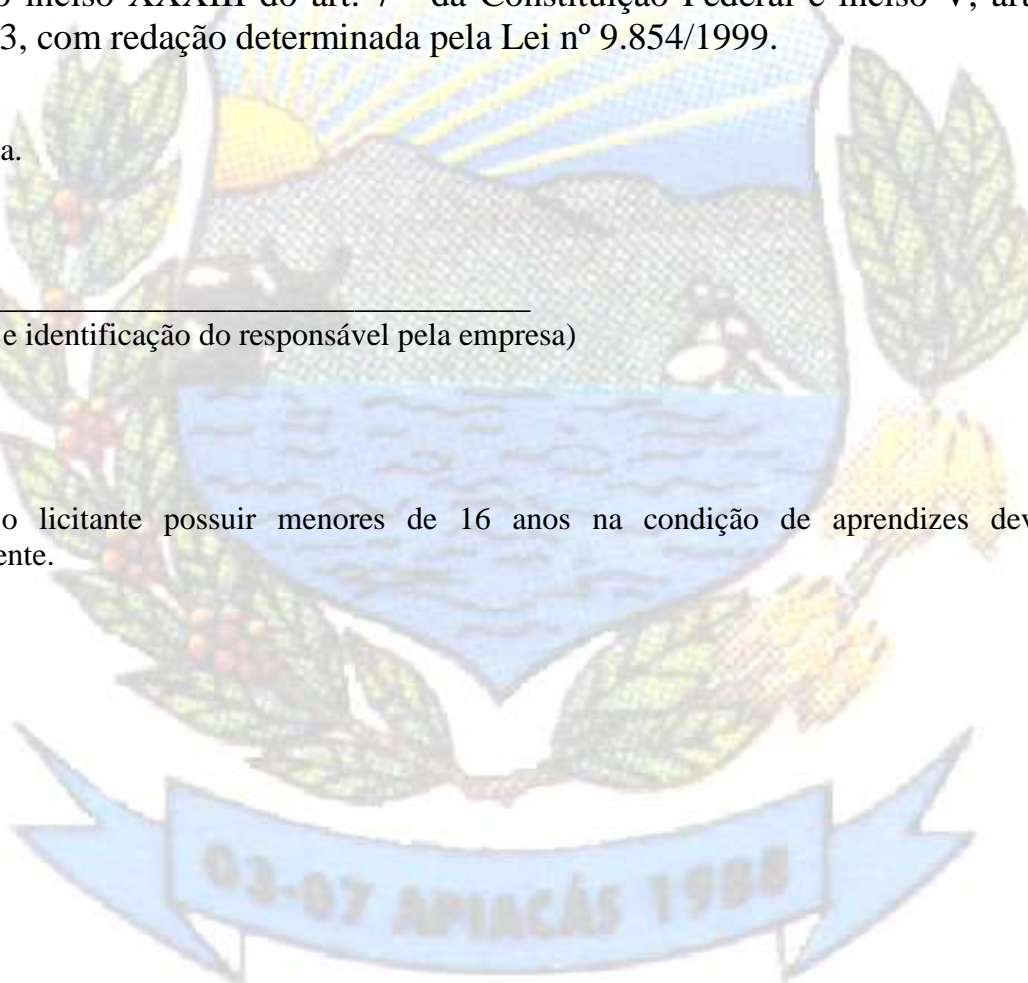 o inciso XXXIII do art. 7º da Constituição Federal e inciso V, art
3, com redação determinada pela Lei nº 9.854/1999.
a.
e identificação do responsável pela empresa)
o licitante possuir menores de 16 anos na condição de aprendizes dev
ente.
03-07 APIACÁS 1988